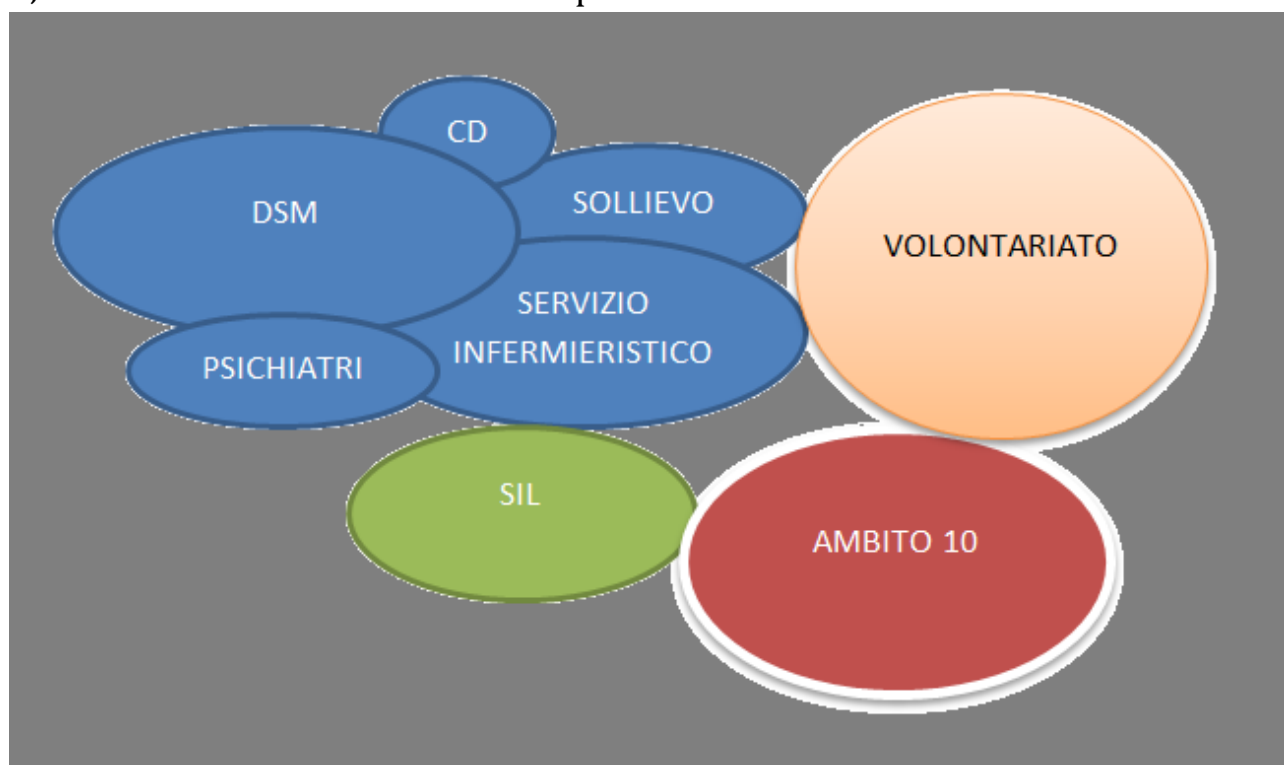 CD
DSM
SOLLIEVO
VOLONTARIATO
SERVIZIO
INFERMIERISTICO
PSICHIATRI
SIL
AMBITO 10